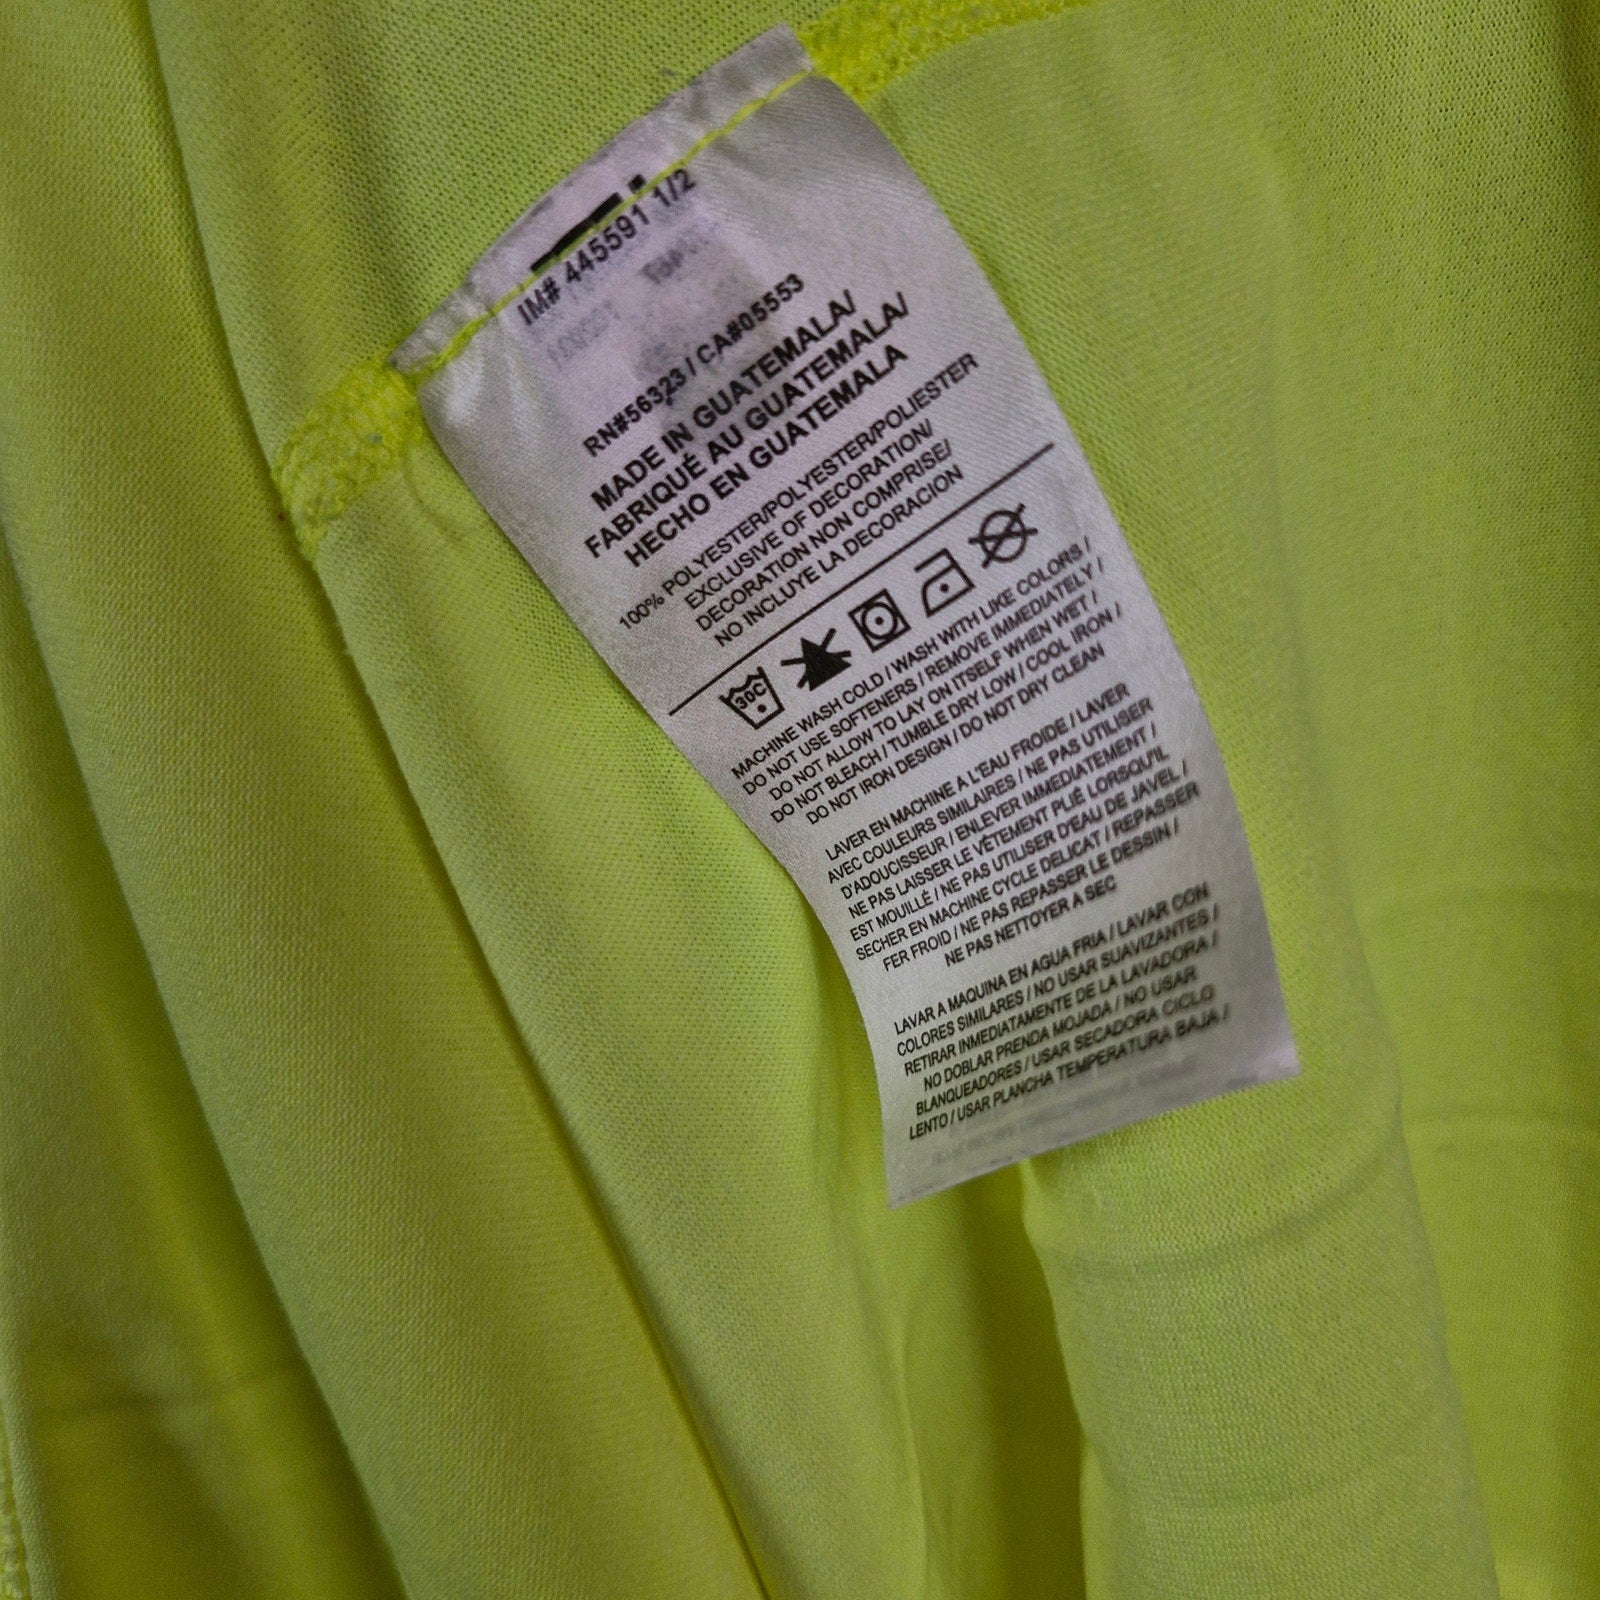 IM# 445591 1/2
RN#56323 / CA#05553
MADE IN GUATEMALA/
FABRIQUÉ AU GUATEMALA/
HECHO EN GUATEMALA
100% POLYESTER/POLYESTER/POLIESTER
EXCLUSIVE OF DECORATION/
DECORATION NON COMPRISE/
NO INCLUYE LA DECORACION
30C
MACHINE WASH COLD / WASH WITH LIKE COLORS /
DO NOT USE SOFTENERS / REMOVE IMMEDIATELY /
DO NOT ALLOW TO LAY ON ITSELF WHEN WET /
DO NOT BLEACH / TUMBLE DRY LOW / COOL IRON /
DO NOT IRON DESIGN / DO NOT DRY CLEAN
LAVER EN MACHINE A L'EAU FROIDE / LAVER
AVEC COULEURS SIMILAIRES / NE PAS UTILISER
D'ADOUCISSEUR / ENLEVER IMMEDIATEMENT /
NE PAS LAISSER LE VÊTEMENT PLIÉ LORSQU'IL
EST MOUILLÉ / NE PAS UTILISER D'EAU DE JAVEL /
SECHER EN MACHINE CYCLE DELICAT / REPASSER
FER FROID / NE PAS REPASSER LE DESSIN /
NE PAS NETTOYER A SEC
LAVAR A MAQUINA EN AGUA FRIA / LAVAR CON
COLORES SIMILARES / NO USAR SUAVIZANTES /
RETIRAR INMEDIATAMENTE DE LA LAVADORA /
NO DOBLAR PRENDA MOJADA / NO USAR
BLANQUEADORES / USAR SECADORA CICLO
LENTO / USAR PLANCHA TEMPERATURA BAJA /